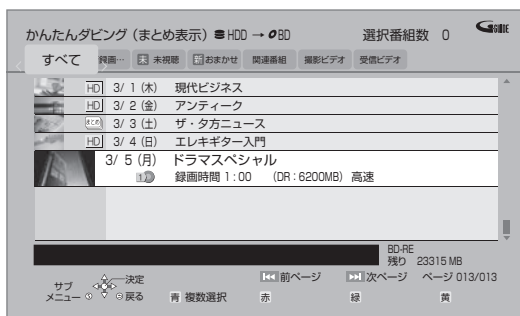 かんたんダビング（まとめ表示） HDD → BD 選択番組数 0 G-GUIDE
すべて 録画… 未 未視聴 新 おまかせ 関連番組 撮影ビデオ 受信ビデオ
HD 3/ 1 (木) 現代ビジネス
HD 3/ 2 (金) アンティーク
まとめ 3/ 3 (土) ザ・夕方ニュース
HD 3/ 4 (日) エレキギター入門
3/ 5 (月) ドラマスペシャル
録画時間 1:00 (DR:6200MB) 高速
BD-RE
残り 23315 MB
前ページ 次ページ ページ 013/013
サブメニュー S 決定 戻る 青 複数選択 赤 緑 黄